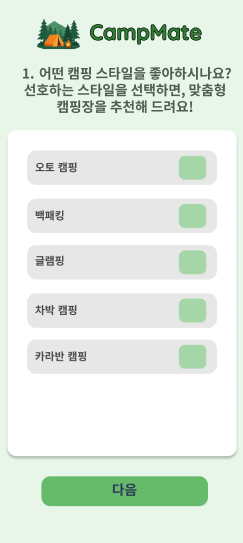 CampMate
1. 어떤 캠핑 스타일을 좋아하시나요?
선호하는 스타일을 선택하면, 맞춤형
캠핑장을 추천해 드려요!
오토 캠핑
백패킹
글램핑
차박 캠핑
카라반 캠핑
다음